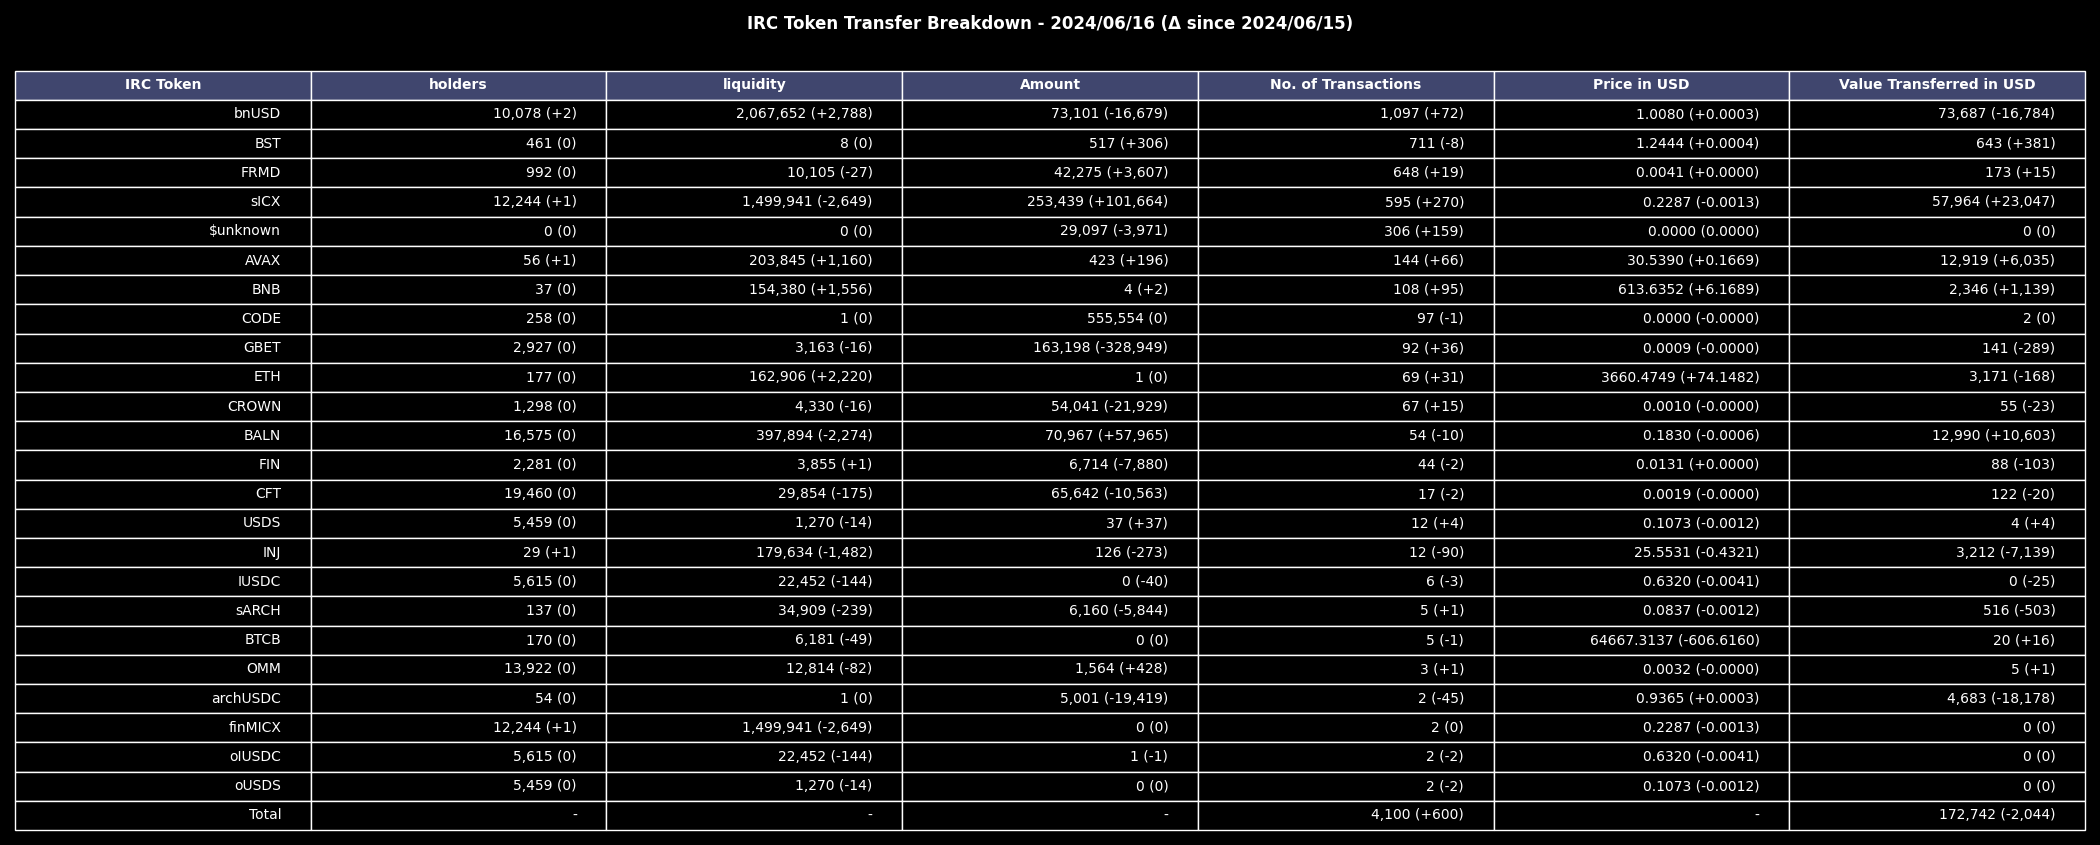 IRC Token Transfer Breakdown - 2024/06/16 (Δ since 2024/06/15)
IRC Token holders liquidity Amount No. of Transactions Price in USD Value Transferred in USD
bnUSD 10,078 (+2) 2,067,652 (+2,788) 73,101 (-16,679) 1,097 (+72) 1.0080 (+0.0003) 73,687 (-16,784)
BST 461 (0) 8 (0) 517 (+306) 711 (-8) 1.2444 (+0.0004) 643 (+381)
FRMD 992 (0) 10,105 (-27) 42,275 (+3,607) 648 (+19) 0.0041 (+0.0000) 173 (+15)
sICX 12,244 (+1) 1,499,941 (-2,649) 253,439 (+101,664) 595 (+270) 0.2287 (-0.0013) 57,964 (+23,047)
$unknown 0 (0) 0 (0) 29,097 (-3,971) 306 (+159) 0.0000 (0.0000) 0 (0)
AVAX 56 (+1) 203,845 (+1,160) 423 (+196) 144 (+66) 30.5390 (+0.1669) 12,919 (+6,035)
BNB 37 (0) 154,380 (+1,556) 4 (+2) 108 (+95) 613.6352 (+6.1689) 2,346 (+1,139)
CODE 258 (0) 1 (0) 555,554 (0) 97 (-1) 0.0000 (-0.0000) 2 (0)
GBET 2,927 (0) 3,163 (-16) 163,198 (-328,949) 92 (+36) 0.0009 (-0.0000) 141 (-289)
ETH 177 (0) 162,906 (+2,220) 1 (0) 69 (+31) 3660.4749 (+74.1482) 3,171 (-168)
CROWN 1,298 (0) 4,330 (-16) 54,041 (-21,929) 67 (+15) 0.0010 (-0.0000) 55 (-23)
BALN 16,575 (0) 397,894 (-2,274) 70,967 (+57,965) 54 (-10) 0.1830 (-0.0006) 12,990 (+10,603)
FIN 2,281 (0) 3,855 (+1) 6,714 (-7,880) 44 (-2) 0.0131 (+0.0000) 88 (-103)
CFT 19,460 (0) 29,854 (-175) 65,642 (-10,563) 17 (-2) 0.0019 (-0.0000) 122 (-20)
USDS 5,459 (0) 1,270 (-14) 37 (+37) 12 (+4) 0.1073 (-0.0012) 4 (+4)
INJ 29 (+1) 179,634 (-1,482) 126 (-273) 12 (-90) 25.5531 (-0.4321) 3,212 (-7,139)
IUSDC 5,615 (0) 22,452 (-144) 0 (-40) 6 (-3) 0.6320 (-0.0041) 0 (-25)
sARCH 137 (0) 34,909 (-239) 6,160 (-5,844) 5 (+1) 0.0837 (-0.0012) 516 (-503)
BTCB 170 (0) 6,181 (-49) 0 (0) 5 (-1) 64667.3137 (-606.6160) 20 (+16)
OMM 13,922 (0) 12,814 (-82) 1,564 (+428) 3 (+1) 0.0032 (-0.0000) 5 (+1)
archUSDC 54 (0) 1 (0) 5,001 (-19,419) 2 (-45) 0.9365 (+0.0003) 4,683 (-18,178)
finMICX 12,244 (+1) 1,499,941 (-2,649) 0 (0) 2 (0) 0.2287 (-0.0013) 0 (0)
oIUSDC 5,615 (0) 22,452 (-144) 1 (-1) 2 (-2) 0.6320 (-0.0041) 0 (0)
oUSDS 5,459 (0) 1,270 (-14) 0 (0) 2 (-2) 0.1073 (-0.0012) 0 (0)
Total - - - 4,100 (+600) - 172,742 (-2,044)